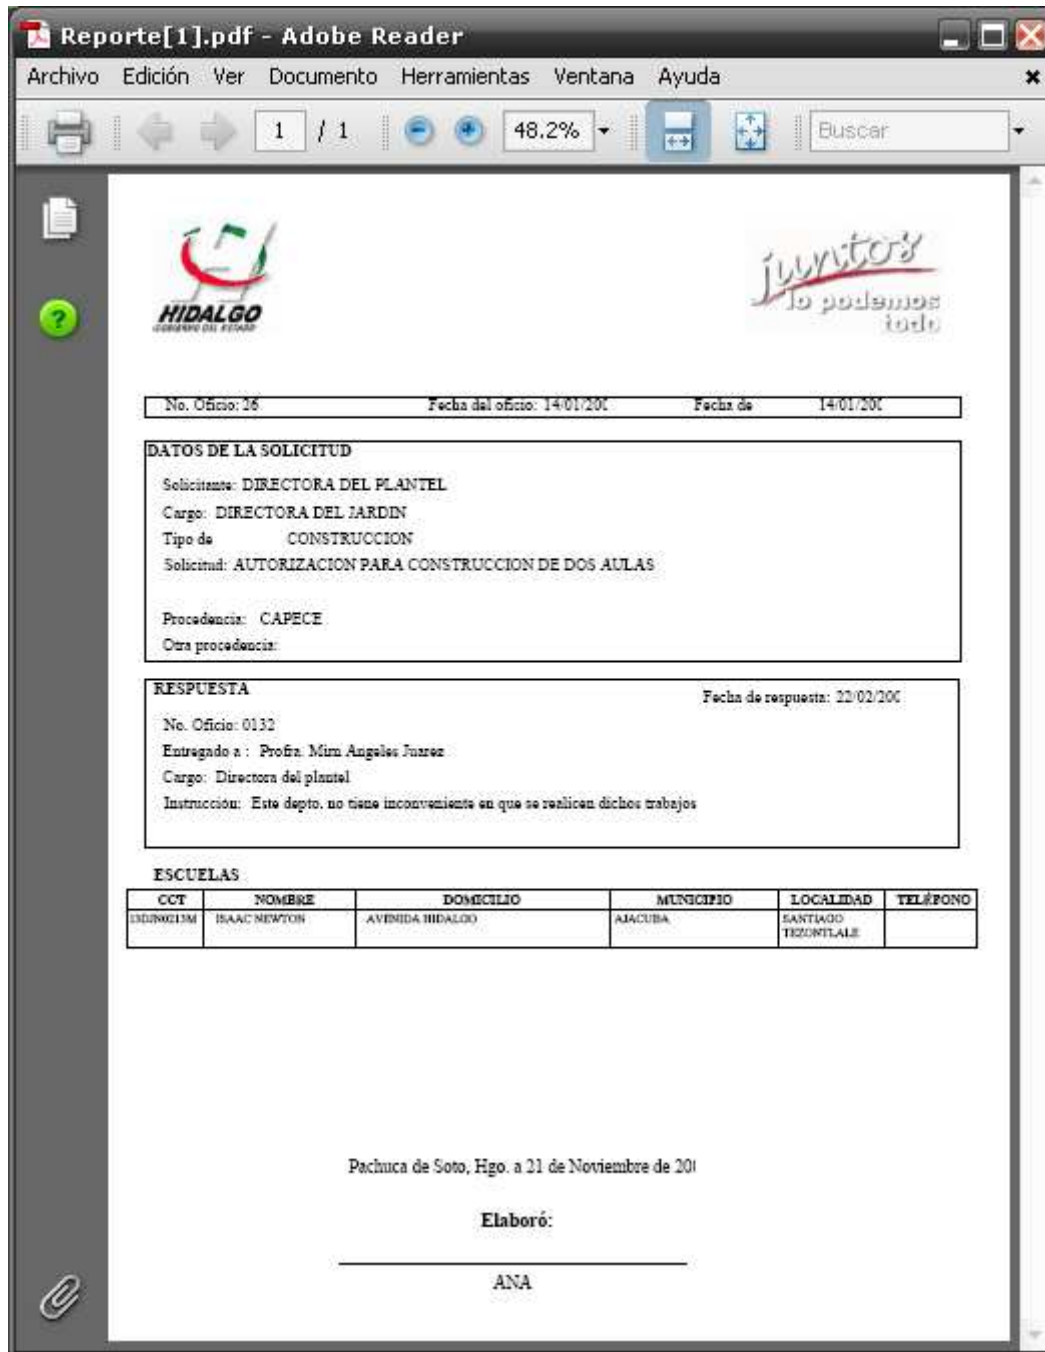 Reporte[1].pdf - Adobe Reader
Archivo Edición Ver Documento Herramientas Ventana Ayuda
1 / 1 48.2% Buscar
HIDALGO
GOBIERNO DEL ESTADO
juntos
lo podemos
todo
No. Oficio: 26 Fecha del oficio: 14/01/200 Fecha de 14/01/200
DATOS DE LA SOLICITUD
Solicitante: DIRECTORA DEL PLANTEL
Cargo: DIRECTORA DEL JARDIN
Tipo de CONSTRUCCION
Solicitud: AUTORIZACION PARA CONSTRUCCION DE DOS AULAS
Procedencia: CAPECE
Otra procedencia:
RESPUESTA Fecha de respuesta: 22/02/200
No. Oficio: 0132
Entregado a : Profra. Mirn Angeles Juarez
Cargo: Directora del plantel
Instrucción: Este depto. no tiene inconveniente en que se realicen dichos trabajos
ESCUELAS
CCT NOMBRE DOMICILIO MUNICIPIO LOCALIDAD TELÉFONO
13DJN0213M ISAAC NEWTON AVENIDA HIDALGO AJACUBA SANTIAGO
TEZONTLALE
Pachuca de Soto, Hgo. a 21 de Noviembre de 200
Elaboró:
ANA